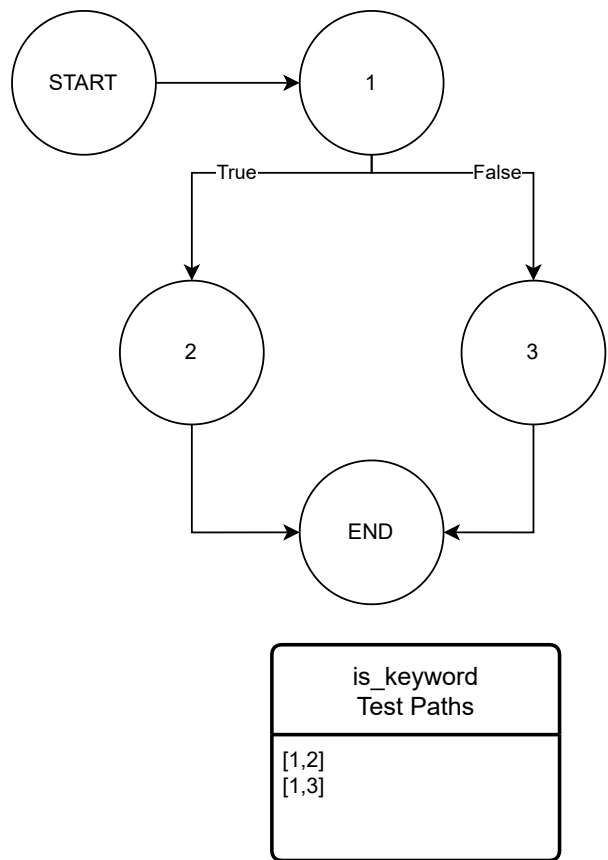 START
1
True
False
2
3
END
is_keyword
Test Paths
[1,2]
[1,3]